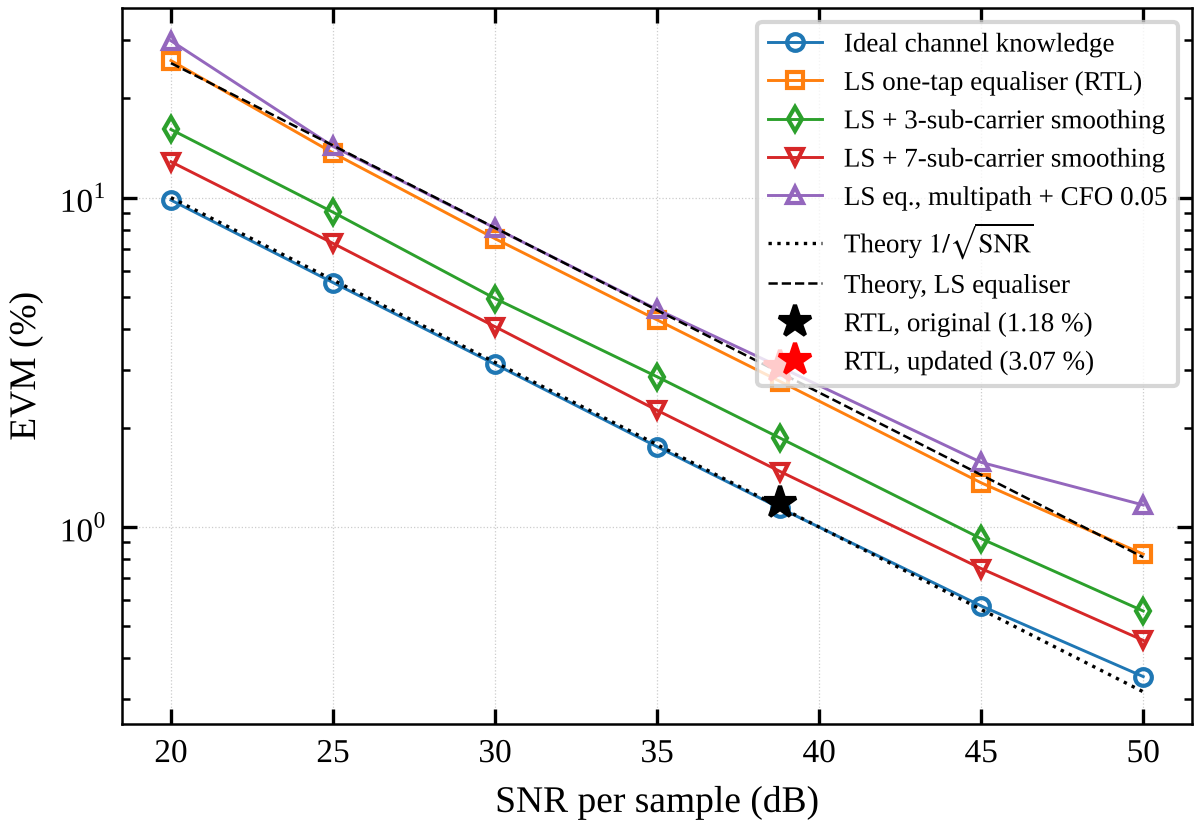 EVM (%)
10¹
10⁰
20 25 30 35 40 45 50
SNR per sample (dB)
Ideal channel knowledge
LS one-tap equaliser (RTL)
LS + 3-sub-carrier smoothing
LS + 7-sub-carrier smoothing
LS eq., multipath + CFO 0.05
Theory 1/√SNR
Theory, LS equaliser
RTL, original (1.18 %)
RTL, updated (3.07 %)